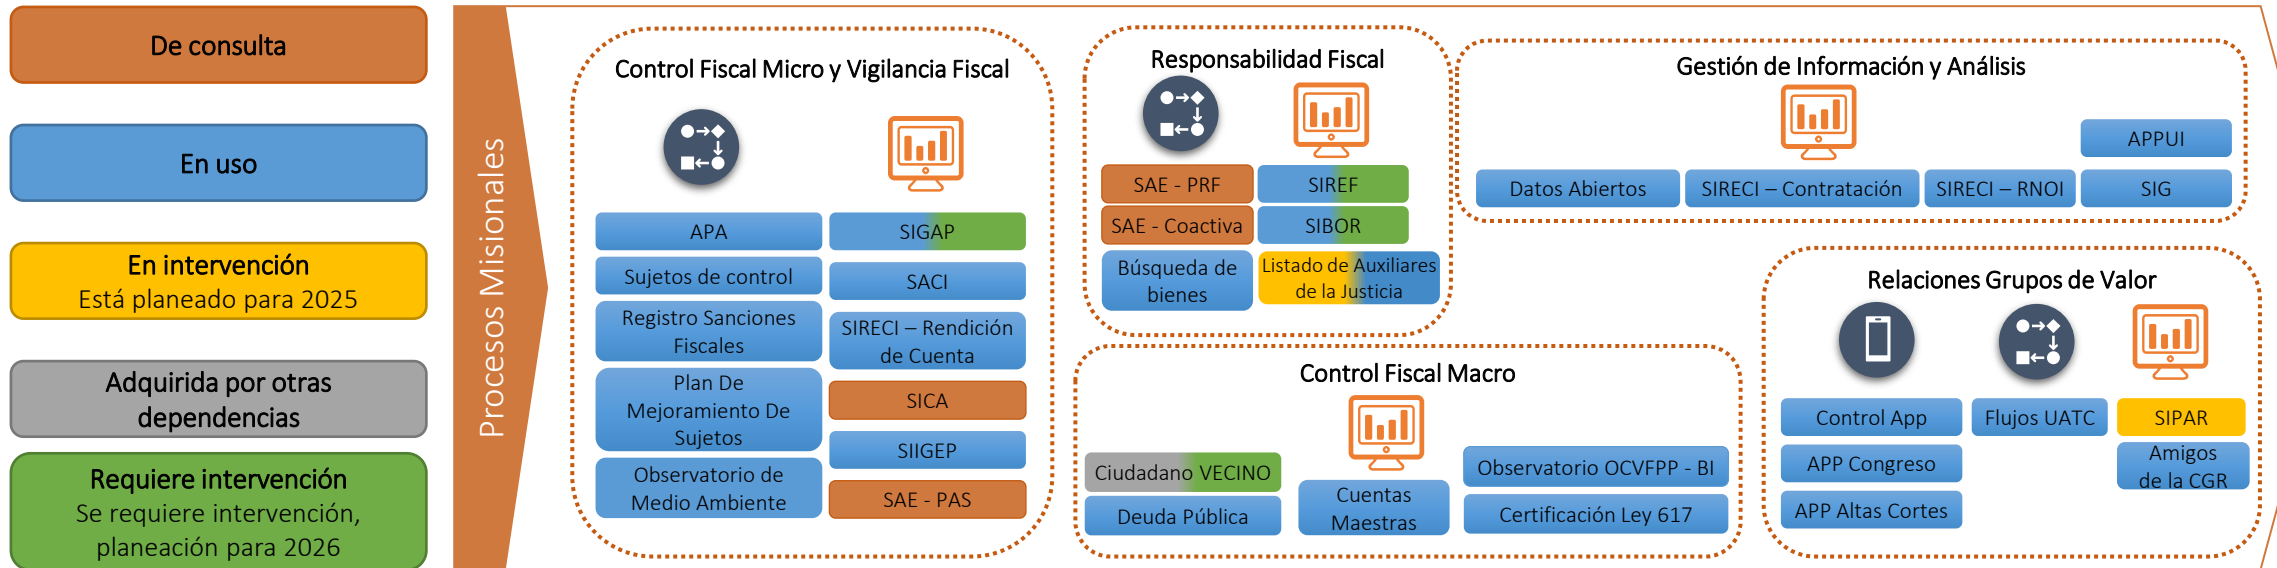 De consulta
En uso
En intervención
Está planeado para 2025
Adquirida por otras
dependencias
Requiere intervención
Se requiere intervención,
planeación para 2026
Procesos Misionales
Control Fiscal Micro y Vigilancia Fiscal
APA
Sujetos de control
Registro Sanciones
Fiscales
Plan De
Mejoramiento De
Sujetos
Observatorio de
Medio Ambiente
SIGAP
SACI
SIRECI – Rendición
de Cuenta
SICA
SIIGEP
SAE - PAS
Responsabilidad Fiscal
SAE - PRF
SAE - Coactiva
Búsqueda de
bienes
SIREF
SIBOR
Listado de Auxiliares
de la Justicia
Control Fiscal Macro
Ciudadano VECINO
Deuda Pública
Cuentas
Maestras
Observatorio OCVFPP - BI
Certificación Ley 617
Gestión de Información y Análisis
Datos Abiertos
SIRECI – Contratación
SIRECI – RNOI
APPUI
SIG
Relaciones Grupos de Valor
Control App
APP Congreso
APP Altas Cortes
Flujos UATC
SIPAR
Amigos
de la CGR